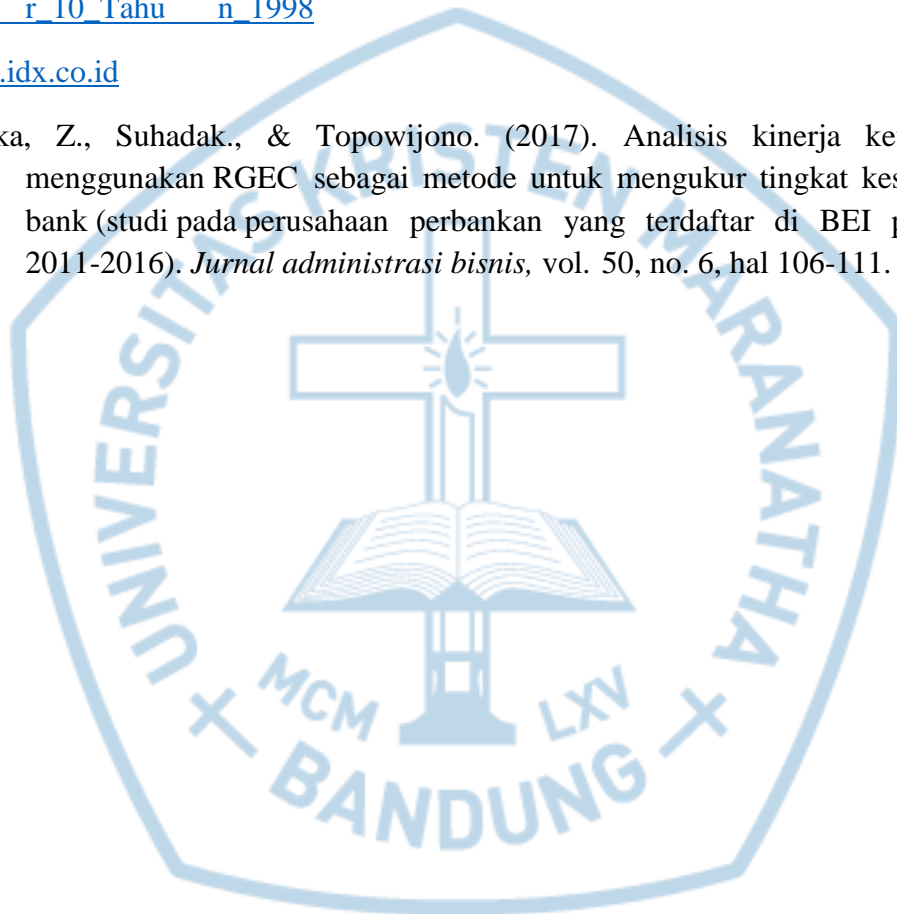 r_10_Tahu n_1998
.idx.co.id
ka, Z., Suhadak., & Topowijono. (2017). Analisis kinerja
menggunakan RGEC sebagai metode untuk mengukur tingkat
bank (studi pada perusahaan perbankan yang terdaftar di BEI
2011-2016). Jurnal administrasi bisnis, vol. 50, no. 6, hal 106-111.
UNIVERSITAS KRISTEN MARANATHA
MCM LXV
+ BANDUNG +